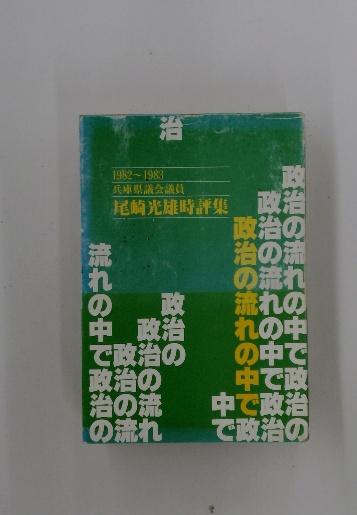 治
1982~1983
兵庫県議会議員
尾崎光雄時評集
政治の流れの中で政治の
政治の流れの中で政治
政治の流れの中で政
中で
政治の
政治の流れ
政治の流
流れの中で政治の